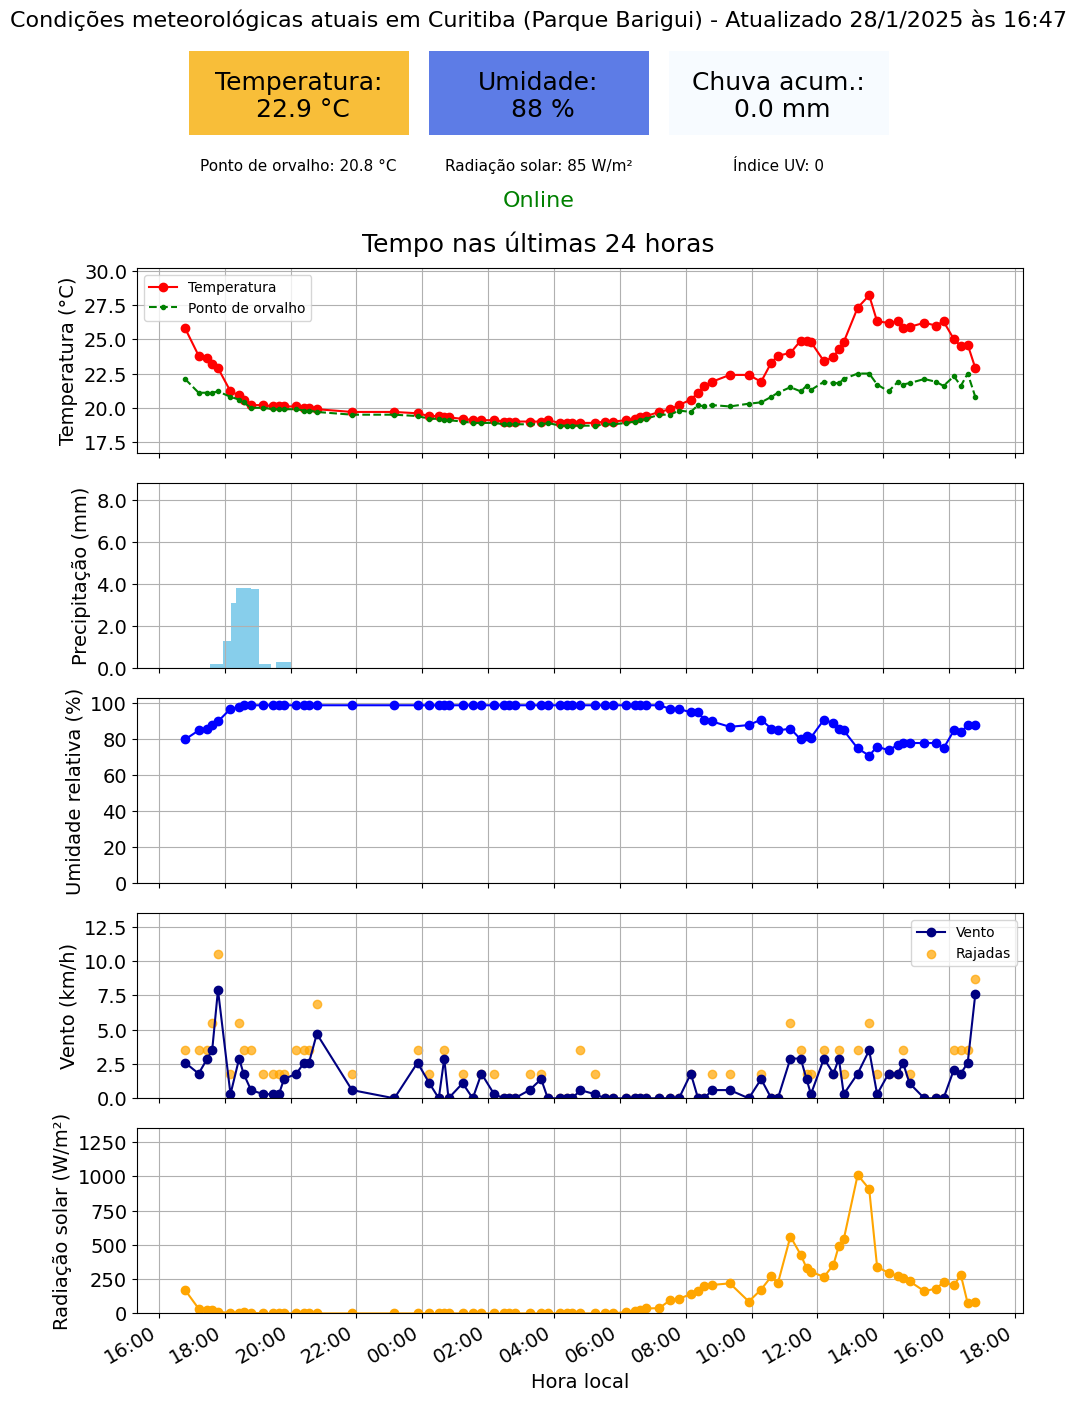 Condições meteorológicas atuais em Curitiba (Parque Barigui) - Atualizado 28/1/2025 às 16:47
Temperatura:
22.9 °C
Umidade:
88 %
Chuva acum.:
0.0 mm
Ponto de orvalho: 20.8 °C
Radiação solar: 85 W/m²
Índice UV: 0
Online
Tempo nas últimas 24 horas
Temperatura (°C)
30.0
27.5
25.0
22.5
20.0
17.5
Temperatura
Ponto de orvalho
Precipitação (mm)
8.0
6.0
4.0
2.0
0.0
Umidade relativa (%)
100
80
60
40
20
0
Vento (km/h)
12.5
10.0
7.5
5.0
2.5
0.0
Vento
Rajadas
Radiação solar (W/m²)
1250
1000
750
500
250
0
16:00
18:00
20:00
22:00
00:00
02:00
04:00
06:00
08:00
10:00
12:00
14:00
16:00
18:00
Hora local